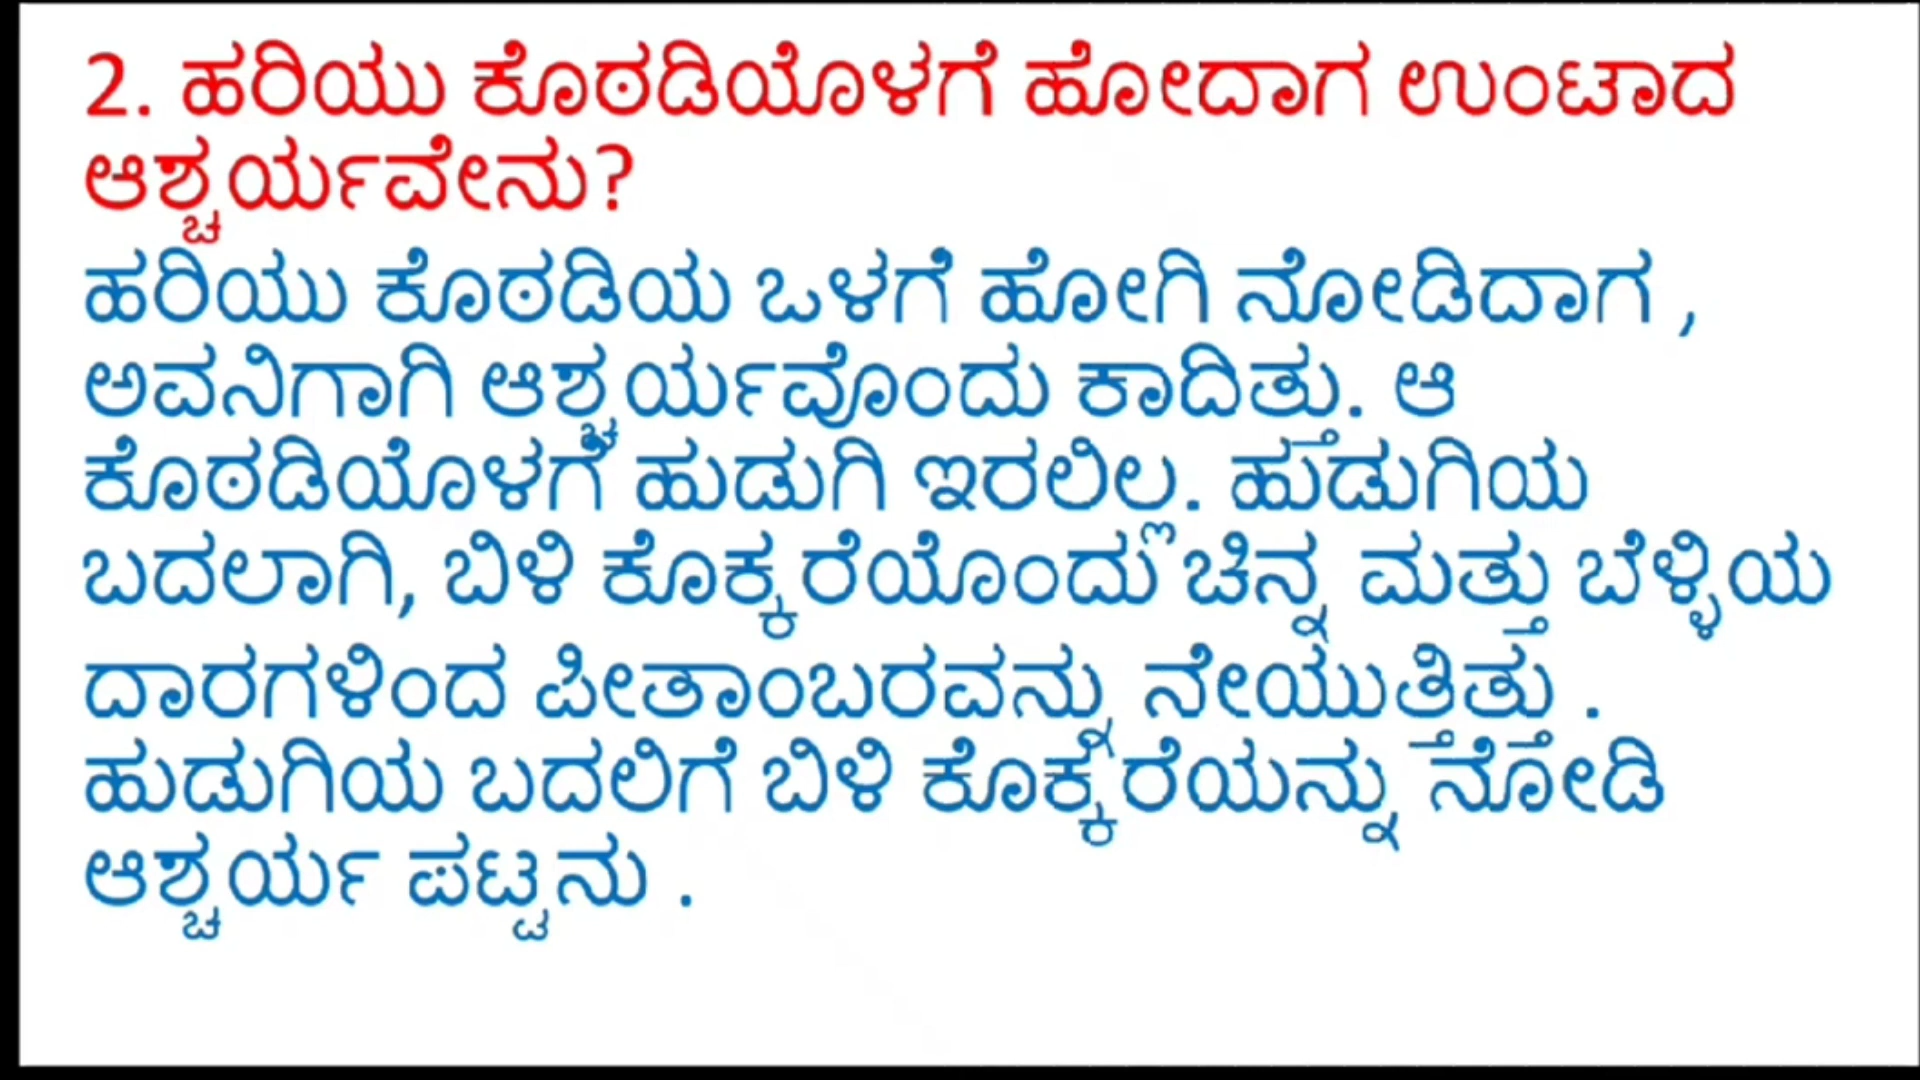 2. ಹರಿಯು ಕೊಠಡಿಯೊಳಗೆ ಹೋದಾಗ ಉಂಟಾದ
ಆಶ್ಚರ್ಯವೇನು?
ಹರಿಯು ಕೊಠಡಿಯ ಒಳಗೆ ಹೋಗಿ ನೋಡಿದಾಗ ,
ಅವನಿಗಾಗಿ ಆಶ್ಚರ್ಯವೊಂದು ಕಾದಿತ್ತು. ಆ
ಕೊಠಡಿಯೊಳಗೆ ಹುಡುಗಿ ಇರಲಿಲ್ಲ. ಹುಡುಗಿಯ
ಬದಲಾಗಿ, ಬಿಳಿ ಕೊಕ್ಕರೆಯೊಂದು ಚಿನ್ನ ಮತ್ತು ಬೆಳ್ಳಿಯ
ದಾರಗಳಿಂದ ಪೀತಾಂಬರವನ್ನು ನೇಯುತ್ತಿತ್ತು .
ಹುಡುಗಿಯ ಬದಲಿಗೆ ಬಿಳಿ ಕೊಕ್ಕರೆಯನ್ನು ನೋಡಿ
ಆಶ್ಚರ್ಯ ಪಟ್ಟನು .